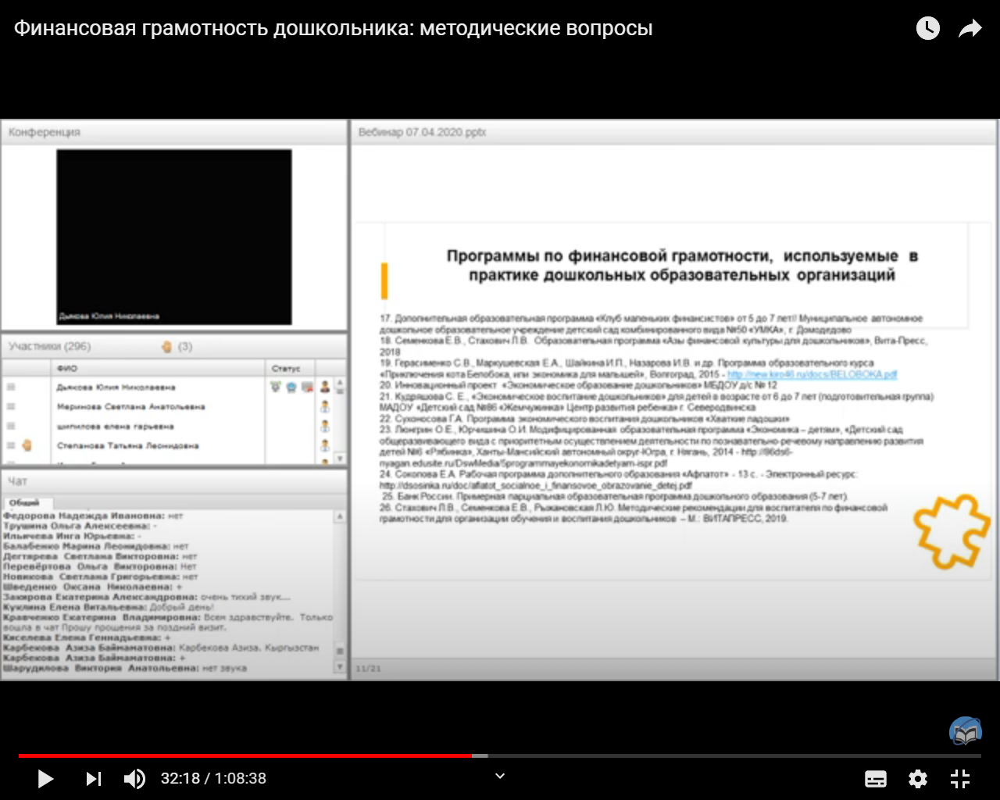 Финансовая грамотность дошкольника: методические вопросы
Конференция
Дьякова Юлия Николаевна
Участники (296)
(3)
ФИО
Статус
Дьякова Юлия Николаевна
Меринова Светлана Анатольевна
шипилова елена гарьевна
Степанова Татьяна Леонидовна
Чат
Общий
Федорова Надежда Ивановна: нет
Трушина Ольга Алексеевна: -
Ильичева Инга Юрьевна: -
Балабенко Марина Леонидовна: нет
Дегтярева Светлана Викторовна: нет
Перевёртова Ольга Викторовна: Нет
Новикова Светлана Григорьевна: нет
Шведенко Оксана Николаевна: +
Закирова Екатерина Александровна: очень тихий звук....
Куклина Елена Витальевна: Добрый день!
Кравченко Екатерина Владимировна: Всем здравствуйте. Только
вошла в чат Прошу прощения за поздний визит.
Киселева Елена Геннадьевна: +
Карбекова Азиза Баймаматовна: Карбекова Азиза. Кыргызстан
Карбекова Азиза Баймаматовна: +
Шарудилова Виктория Анатольевна: нет звука
Вебинар 07.04.2020 pptx
Программы по финансовой грамотности, используемые в
практике дошкольных образовательных организаций
17. Дополнительная образовательная программа «Клуб маленьких финансистов» от 5 до 7 лет// Муниципальное автономное
дошкольное образовательное учреждение детский сад комбинированного вида №50 «УМКА», г. Домодедово
18. Семенкова Е.В., Стахович Л.В. Образовательная программа «Азы финансовой культуры для дошкольников», Вита-Пресс,
2018
19. Герасименко С.В., Маркушевская Е.А., Шайкина И.П., Назарова И.В. и др. Программа образовательного курса
«Приключения кота Белобока, или экономика для малышей», Волгоград, 2015 - http://new.kiro46.ru/docs/BELOBOKA.pdf
20. Инновационный проект «Экономическое образование дошкольников» МБДОУ д/с № 12
21. Кудряшова С. Е., «Экономическое воспитание дошкольников» для детей в возрасте от 6 до 7 лет (подготовительная группа)
МАДОУ «Детский сад №86 «Жемчужинка» Центр развития ребенка» г. Северодвинска
22. Сухоносова Г.А. Программа экономического воспитания дошкольников «Хваткие ладошки»
23. Люнгрин О.Е., Юрчишина О.И. Модифицированная образовательная программа «Экономика – детям», «Детский сад
общеразвивающего вида с приоритетным осуществлением деятельности по познавательно-речевому направлению развития
детей №6 «Рябинка», Ханты-Мансийский автономный округ-Югра, г. Нягань, 2014 - http://86ds6-
nyagan.edusite.ru/DswMedia/5programmayekonomikadetyam-ispr.pdf
24. Соколова Е.А. Рабочая программа дополнительного образования «Афлатот» - 13 с. - Электронный ресурс:
http://dsosinka.ru/doc/aflatot_socialnoe_i_finansovoe_obrazovanie_detej.pdf
25. Банк России. Примерная парциальная образовательная программа дошкольного образования (5-7 лет).
26. Стахович Л.В., Семенкова Е.В., Рыжановская Л.Ю. Методические рекомендации для воспитателя по финансовой
грамотности для организации обучения и воспитания дошкольников – М.: ВИТАПРЕСС, 2019.
11/21
32:18 / 1:08:38